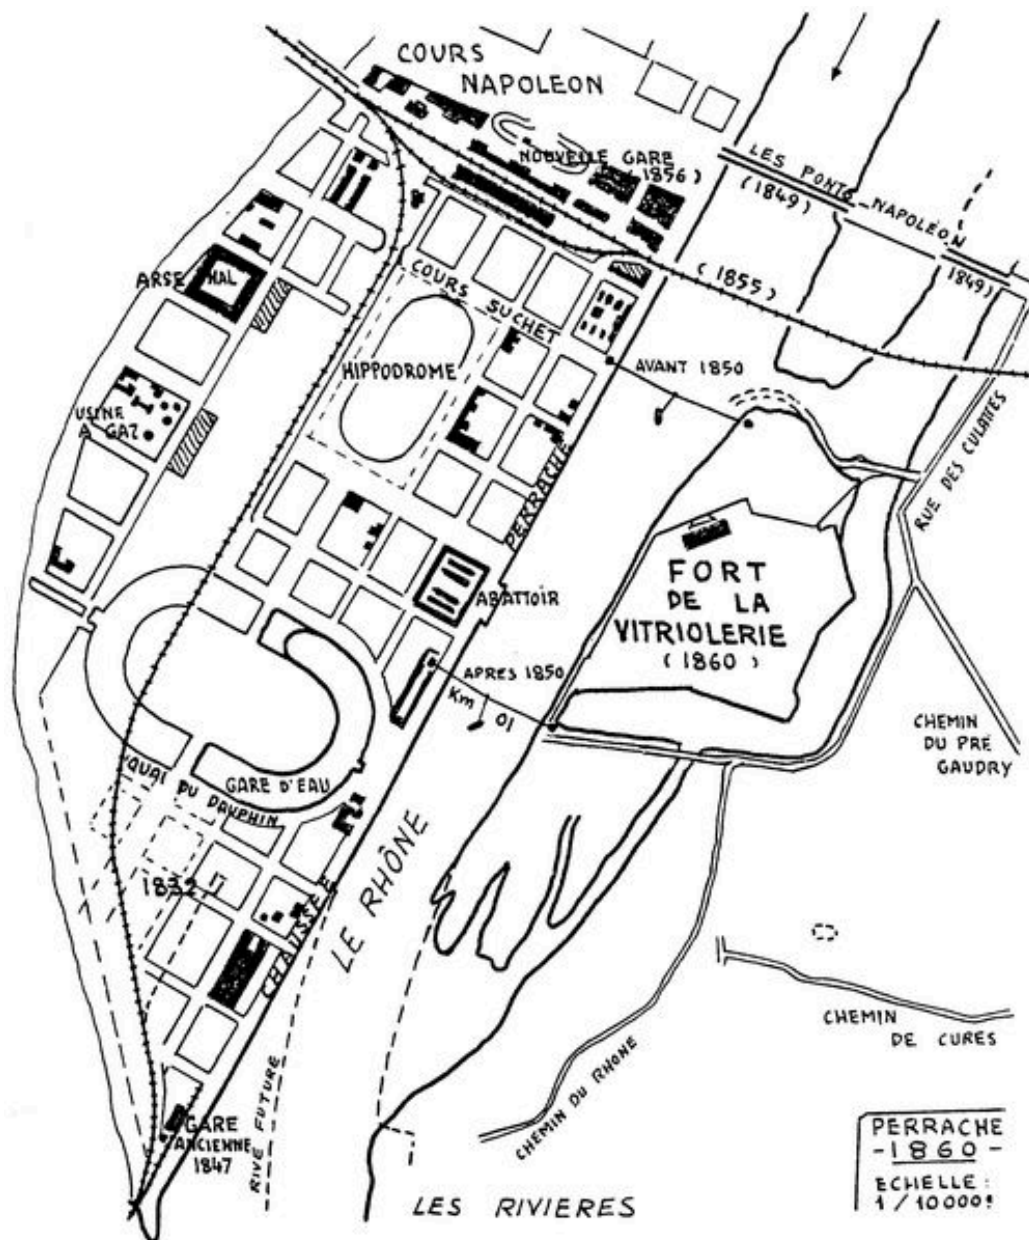 COURS
NAPOLEON
NOUVELLE GARE
(1856)
LES PONTS NAPOLÉON
(1849)
1849)
(1855)
ARSENAL
COURS SUCHET
HIPPODROME
AVANT 1850
USINE
A GAZ
RUE DES CULATTES
PERRACHE
FORT
DE LA
VITRIOLERIE
(1860)
ABATTOIR
APRES 1850
Km 01
CHEMIN
DU PRÉ
GAUDRY
GARE D'EAU
QUAI DU DAUPHIN
1832
CHAUSSÉE
LE RHÔNE
CHEMIN
DE CURES
CHEMIN DU RHONE
RIVE FUTURE
GARE
ANCIENNE
1847
LES RIVIERES
PERRACHE
-1860-
ECHELLE:
1/10000e